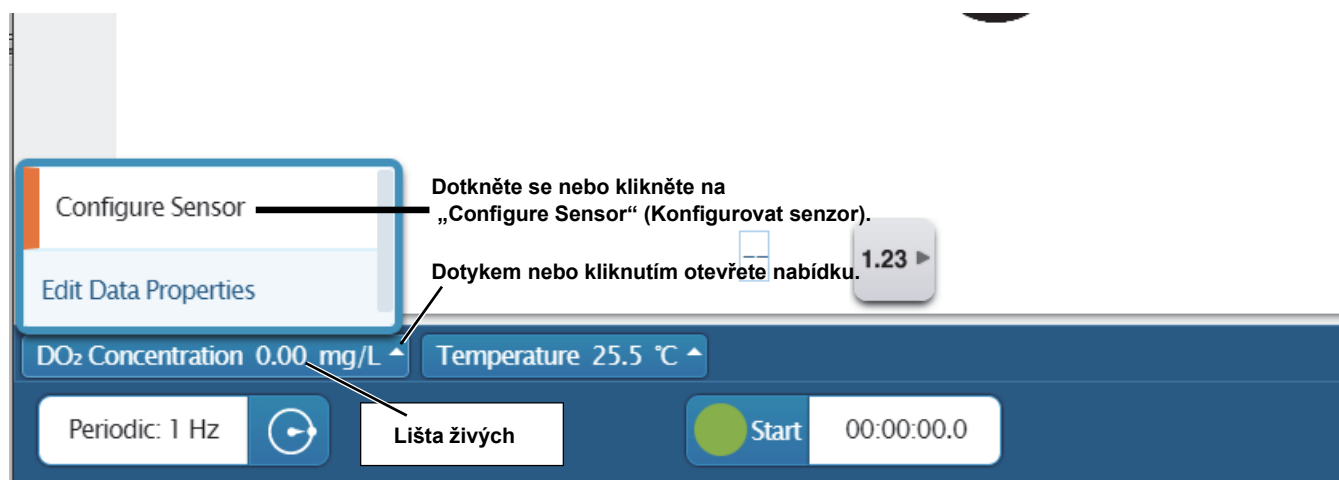 Configure Sensor
Dotkněte se nebo klikněte na
„Configure Sensor“ (Konfigurovat senzor).
Edit Data Properties
Dotykem nebo kliknutím otevřete nabídku.
--
1.23
DO₂ Concentration 0.00 mg/L
Temperature 25.5 °C
Periodic: 1 Hz
Lišta živých
Start
00:00:00.0